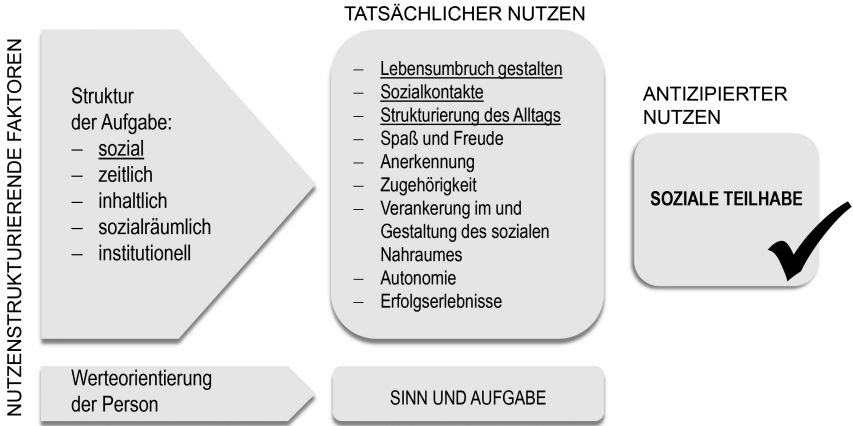 TATSÄCHLICHER NUTZEN
NUTZENSTRUKTURIERENDE FAKTOREN
Struktur
der Aufgabe:
– sozial
– zeitlich
– inhaltlich
– sozialräumlich
– institutionell
– Lebensumbruch gestalten
– Sozialkontakte
– Strukturierung des Alltags
– Spaß und Freude
– Anerkennung
– Zugehörigkeit
– Verankerung im und
Gestaltung des sozialen
Nahraumes
– Autonomie
– Erfolgserlebnisse
ANTIZIPIERTER
NUTZEN
SOZIALE TEILHABE
Werteorientierung
der Person
SINN UND AUFGABE